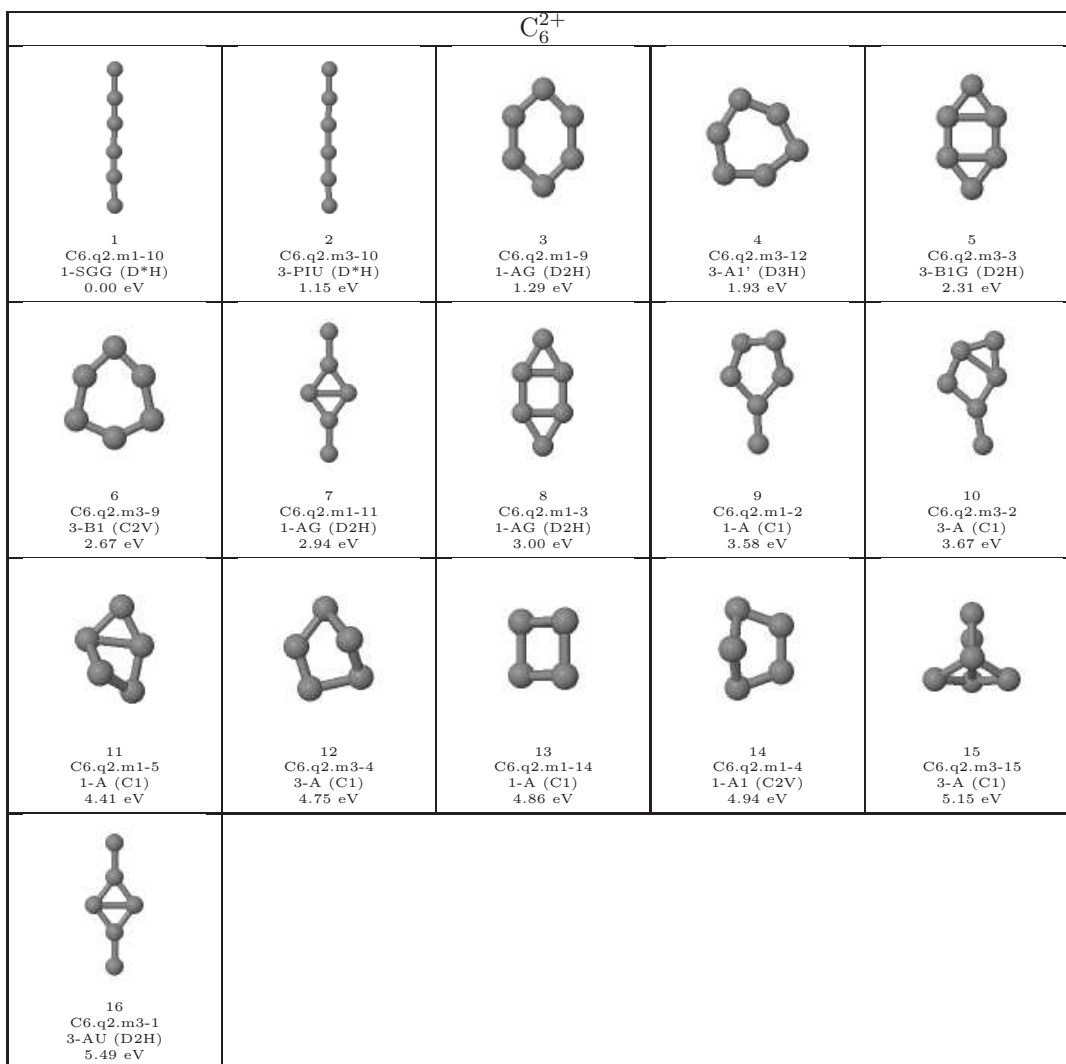 C₆²⁺
1
C6.q2.m1-10
1-SGG (D*H)
0.00 eV
2
C6.q2.m3-10
3-PIU (D*H)
1.15 eV
3
C6.q2.m1-9
1-AG (D2H)
1.29 eV
4
C6.q2.m3-12
3-A1' (D3H)
1.93 eV
5
C6.q2.m3-3
3-B1G (D2H)
2.31 eV
6
C6.q2.m3-9
3-B1 (C2V)
2.67 eV
7
C6.q2.m1-11
1-AG (D2H)
2.94 eV
8
C6.q2.m1-3
1-AG (D2H)
3.00 eV
9
C6.q2.m1-2
1-A (C1)
3.58 eV
10
C6.q2.m3-2
3-A (C1)
3.67 eV
11
C6.q2.m1-5
1-A (C1)
4.41 eV
12
C6.q2.m3-4
3-A (C1)
4.75 eV
13
C6.q2.m1-14
1-A (C1)
4.86 eV
14
C6.q2.m1-4
1-A1 (C2V)
4.94 eV
15
C6.q2.m3-15
3-A (C1)
5.15 eV
16
C6.q2.m3-1
3-AU (D2H)
5.49 eV